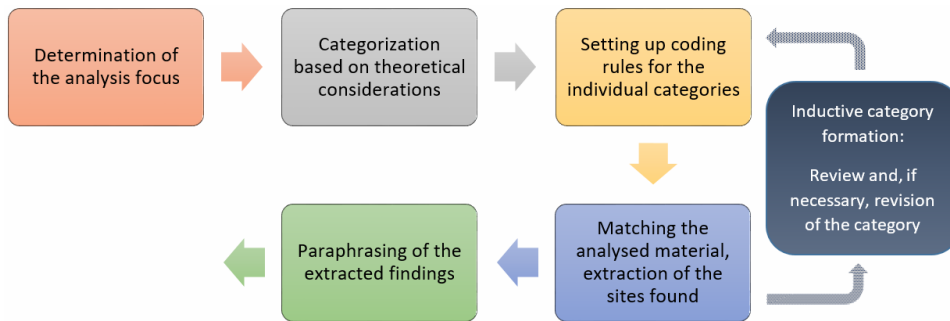 Determination of
the analysis focus
Categorization
based on theoretical
considerations
Setting up coding
rules for the
individual categories
Inductive category
formation:
Review and, if
necessary, revision
of the category
Paraphrasing of the
extracted findings
Matching the
analysed material,
extraction of the
sites found